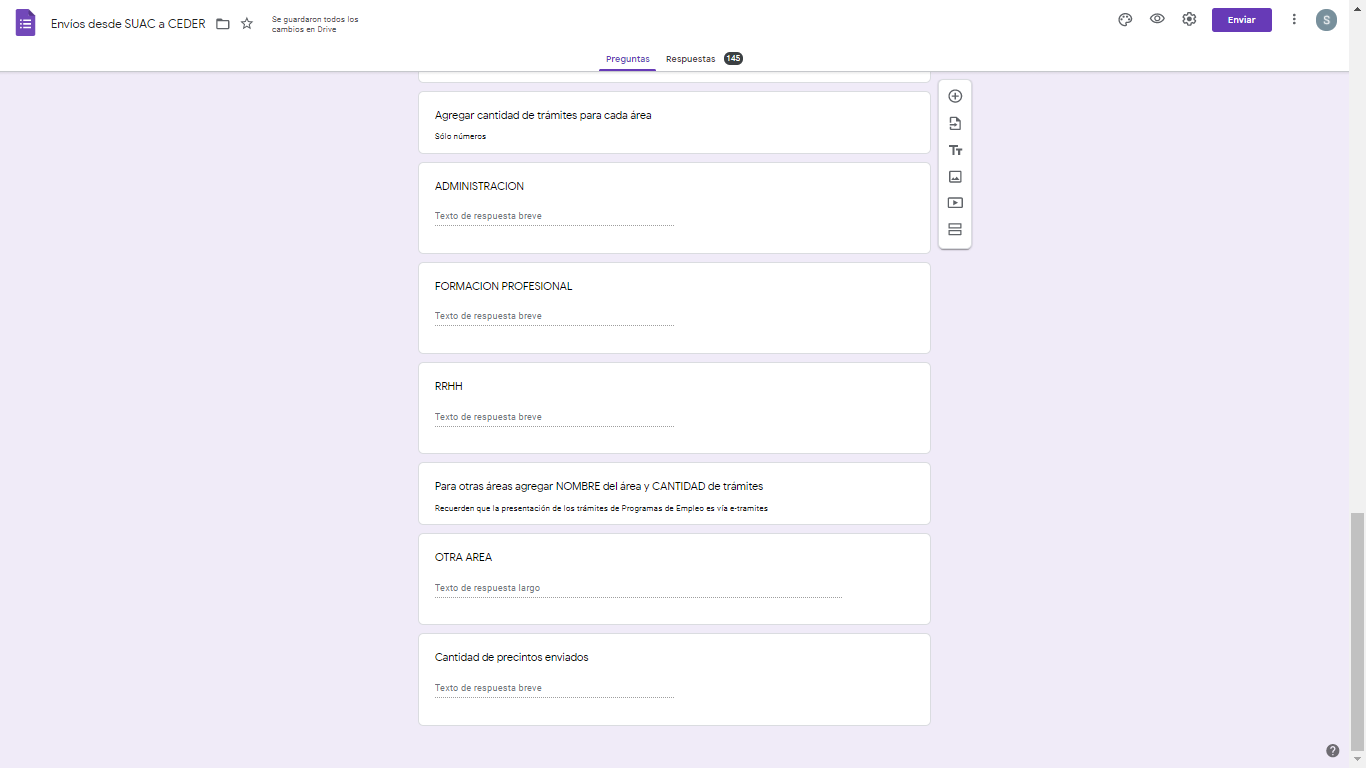 Envíos desde SUAC a CEDER
Se guardaron todos los
cambios en Drive
Enviar
S
Preguntas
Respuestas 145
Agregar cantidad de trámites para cada área
Sólo números
ADMINISTRACION
Texto de respuesta breve
FORMACION PROFESIONAL
Texto de respuesta breve
RRHH
Texto de respuesta breve
Para otras áreas agregar NOMBRE del área y CANTIDAD de trámites
Recuerden que la presentación de los trámites de Programas de Empleo es vía e-tramites
OTRA AREA
Texto de respuesta largo
Cantidad de precintos enviados
Texto de respuesta breve